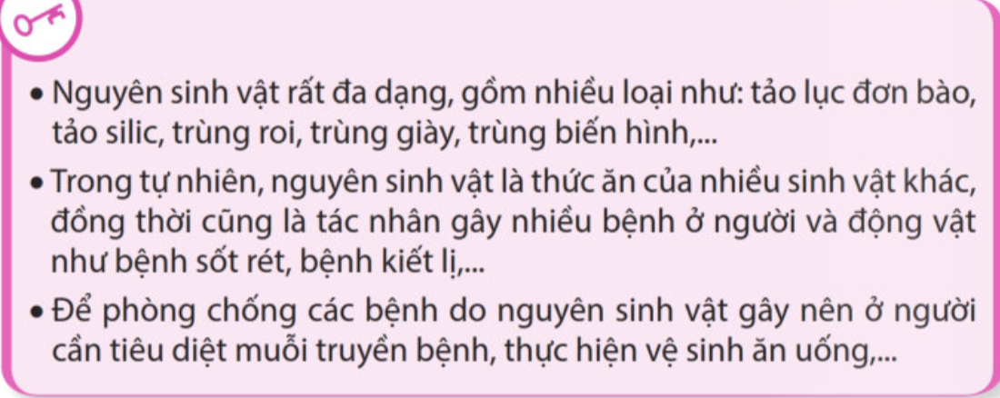 • Nguyên sinh vật rất đa dạng, gồm nhiều loại như: tảo lục đơn bào,
tảo silic, trùng roi, trùng giày, trùng biến hình,...
• Trong tự nhiên, nguyên sinh vật là thức ăn của nhiều sinh vật khác,
đồng thời cũng là tác nhân gây nhiều bệnh ở người và động vật
như bệnh sốt rét, bệnh kiết lị,...
• Để phòng chống các bệnh do nguyên sinh vật gây nên ở người
cần tiêu diệt muỗi truyền bệnh, thực hiện vệ sinh ăn uống,...